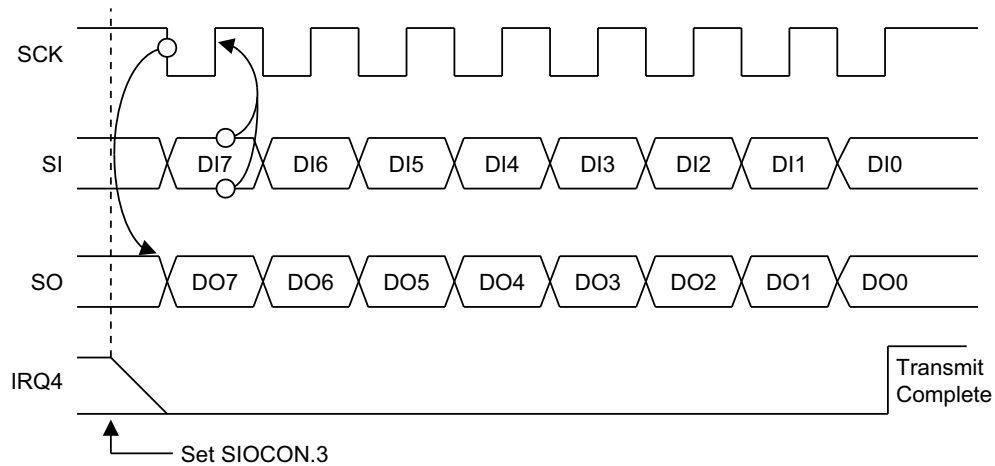 SCK
SI DI7 DI6 DI5 DI4 DI3 DI2 DI1 DI0
SO DO7 DO6 DO5 DO4 DO3 DO2 DO1 DO0
IRQ4
Transmit
Complete
Set SIOCON.3